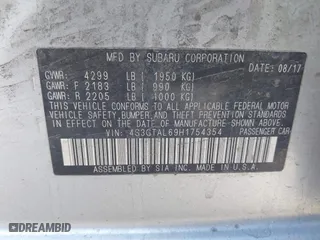 MFD BY SUBARU CORPORATION
GVWR: 4299 LB ( 1950 KG) DATE: 08/17
GAWR: F 2183 LB ( 990 KG)
GAWR: R 2205 LB ( 1000 KG)
THIS VEHICLE CONFORMS TO ALL APPLICABLE FEDERAL MOTOR
VEHICLE SAFETY, BUMPER, AND THEFT PREVENTION STANDARDS
IN EFFECT ON THE DATE OF MANUFACTURE SHOWN ABOVE.
VIN: 4S3GTAL69H1754354 PASSENGER CAR
ASSEMBLED BY SIA INC. MADE IN U.S.A.
OdoHistory.com